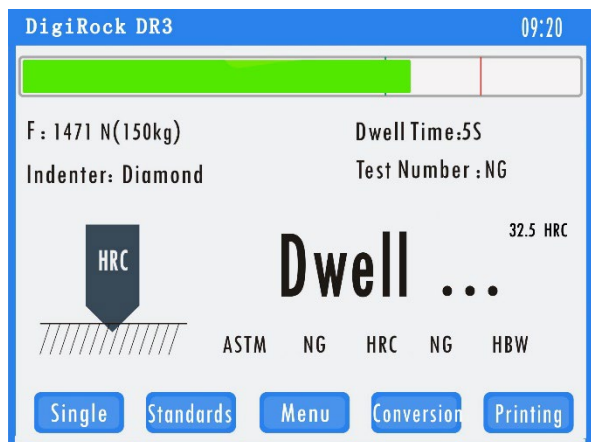 DigiRock DR3 09:20
F: 1471 N(150kg) Dwell Time:5S
Indenter: Diamond Test Number :NG
32.5 HRC
HRC
Dwell ...
ASTM NG HRC NG HBW
Single Standards Menu Conversion Printing